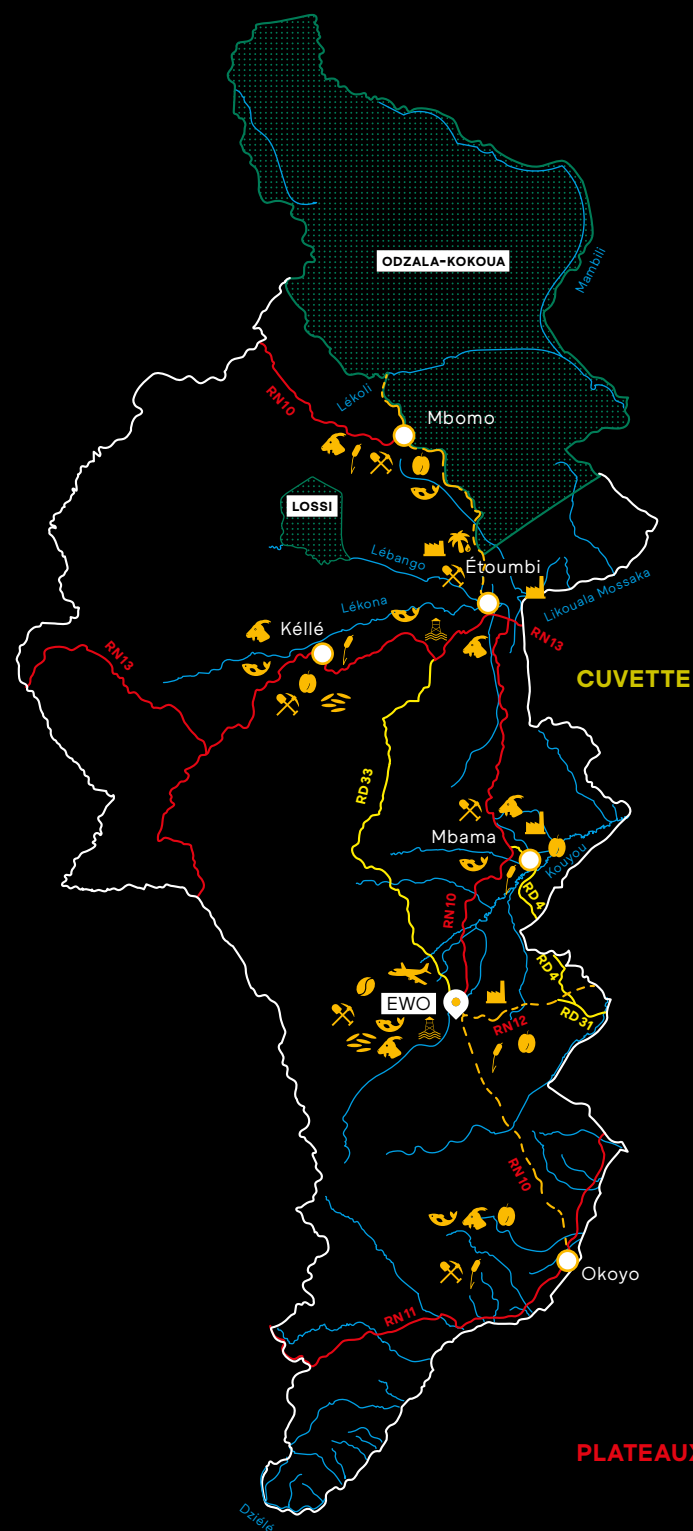 ODZALA-KOKOUA
Mambili
RN10
Lékoli
Mbomo
LOSSI
Lébango
Étoumbi
Likouala Mossaka
Lékona
Kéllé
RN13
RN13
CUVETTE
RD33
Mbama
Kouyou
RD4
RN10
RD4
EWO
RN12
RD31
RN10
Okoyo
RN11
PLATEAUX
Dziélé